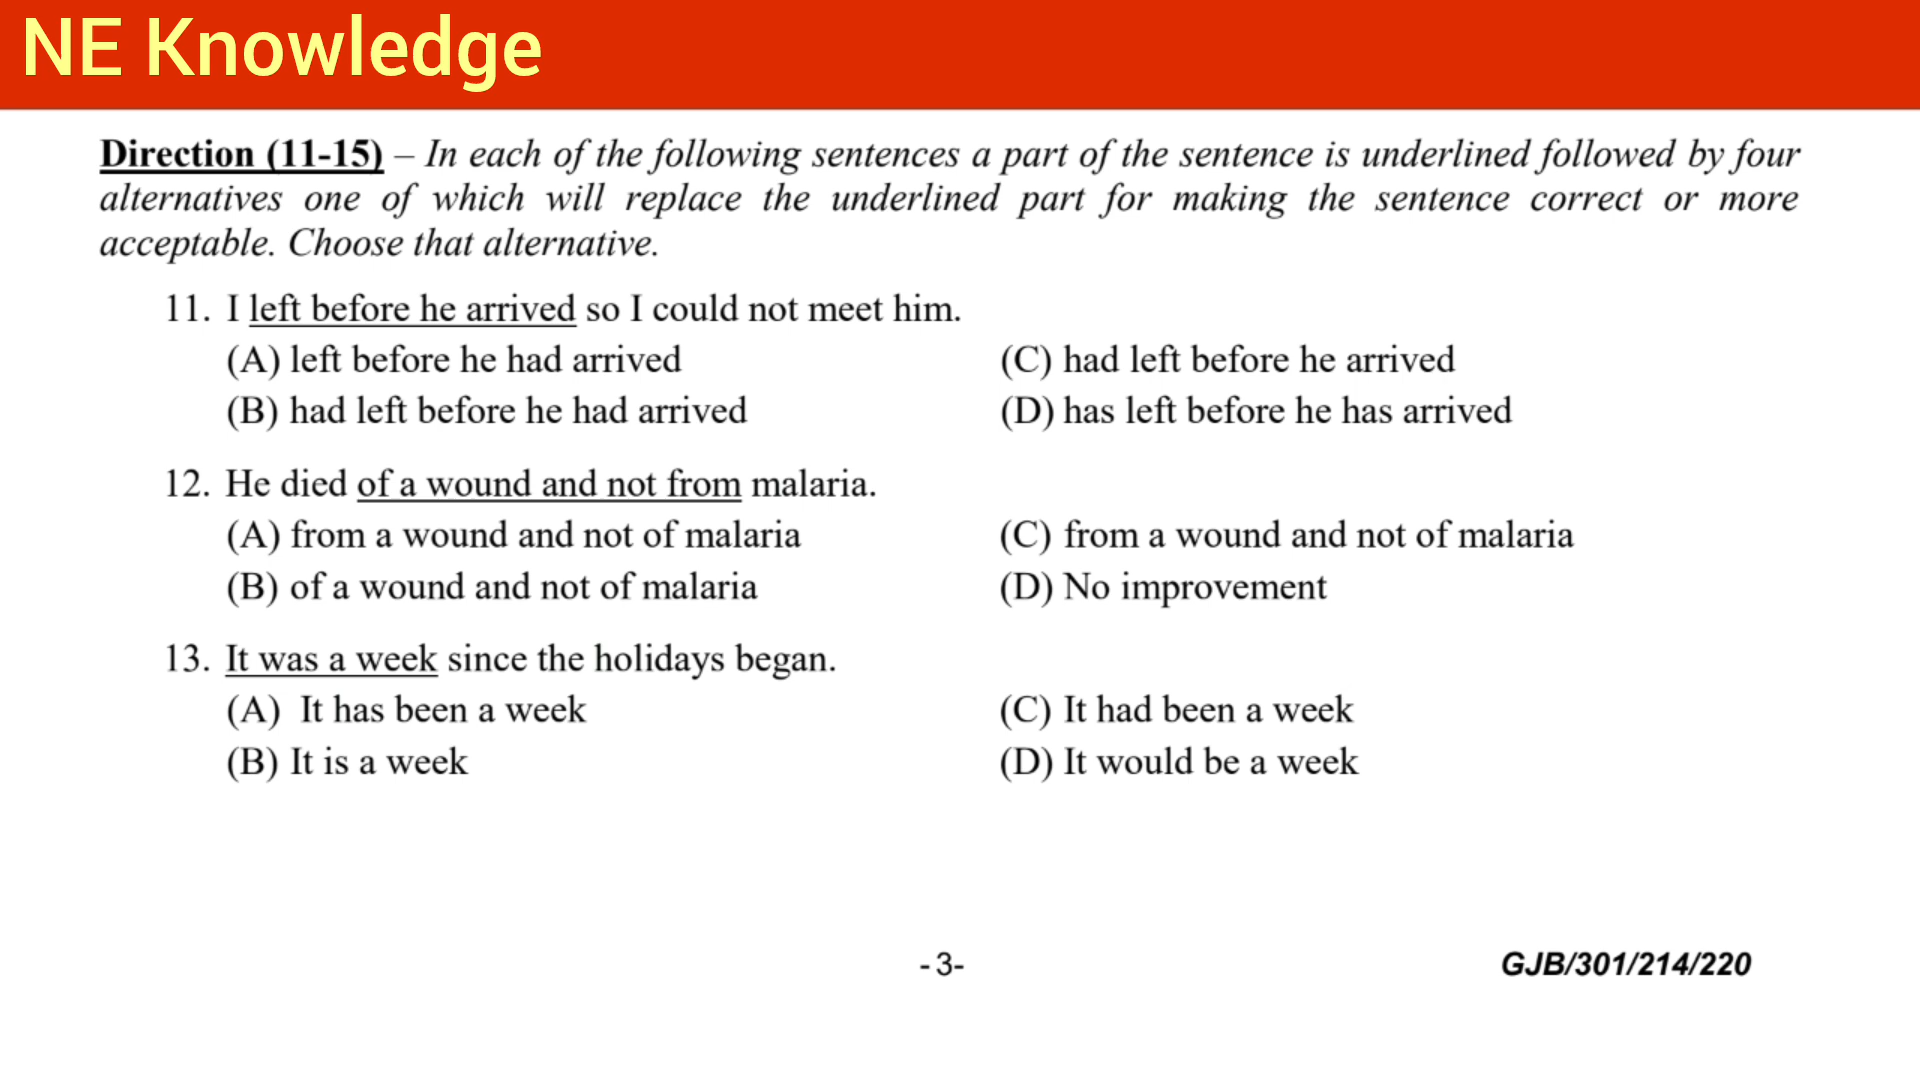 NE Knowledge
Direction (11-15) – In each of the following sentences a part of the sentence is underlined followed by four
alternatives one of which will replace the underlined part for making the sentence correct or more
acceptable. Choose that alternative.
11. I left before he arrived so I could not meet him.
(A) left before he had arrived (C) had left before he arrived
(B) had left before he had arrived (D) has left before he has arrived
12. He died of a wound and not from malaria.
(A) from a wound and not of malaria (C) from a wound and not of malaria
(B) of a wound and not of malaria (D) No improvement
13. It was a week since the holidays began.
(A) It has been a week (C) It had been a week
(B) It is a week (D) It would be a week
- 3- GJB/301/214/220